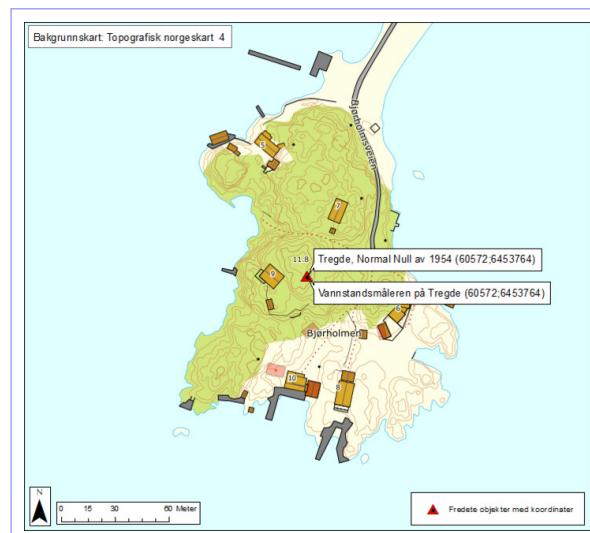 Bakgrunnskart: Topografisk norgeskart 4
Bjørholmsveien
5
7
11.8
Tregde, Normal Null av 1954 (60572;6453764)
9
Vannstandsmåleren på Tregde (60572;6453764)
6
Bjørholmen
10
8
N
0 15 30 60 Meter
Fredete objekter med koordinater